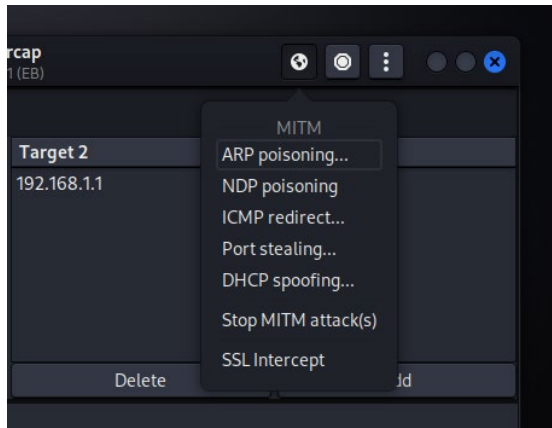 rcap
1 (EB)
MITM
Target 2
ARP poisoning...
192.168.1.1
NDP poisoning
ICMP redirect...
Port stealing...
DHCP spoofing...
Stop MITM attack(s)
SSL Intercept
Delete
dd